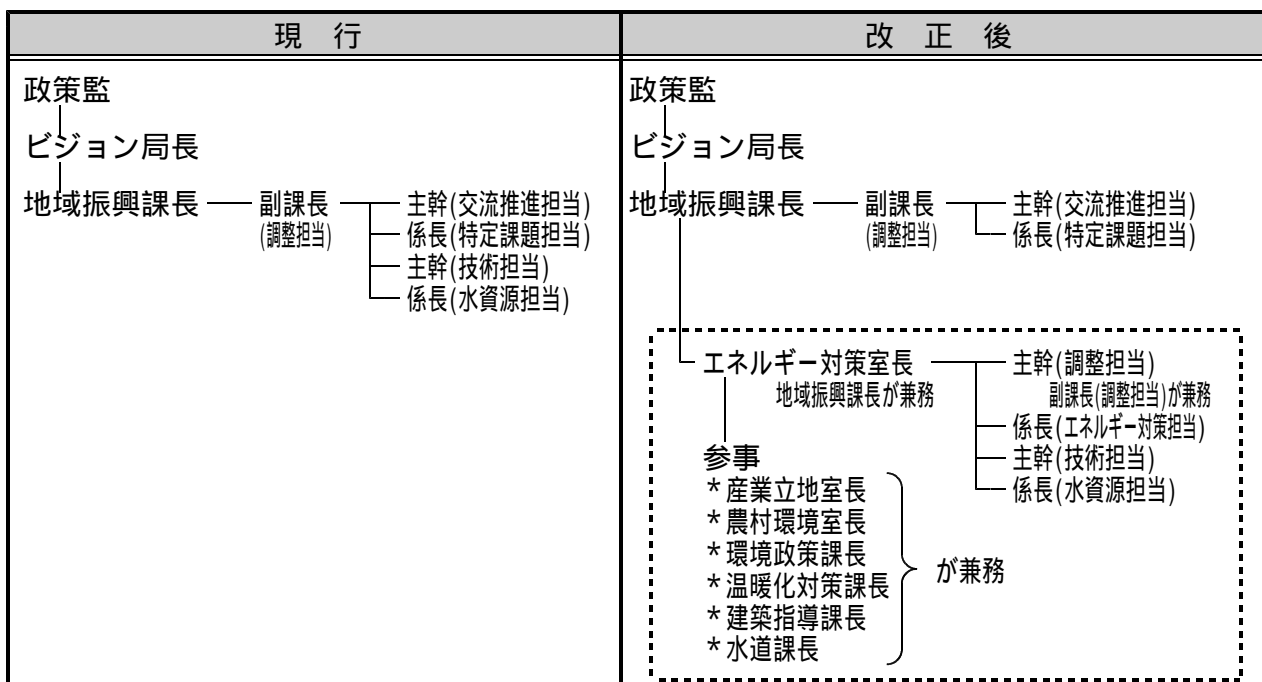 現 行
政策監
ビジョン局長
地域振興課長 副課長 主幹(交流推進担当)
(調整担当) 係長(特定課題担当)
主幹(技術担当)
係長(水資源担当)
改 正 後
政策監
ビジョン局長
地域振興課長 副課長 主幹(交流推進担当)
(調整担当) 係長(特定課題担当)
エネルギー対策室長 主幹(調整担当)
地域振興課長が兼務 副課長(調整担当)が兼務
係長(エネルギー対策担当)
参事 主幹(技術担当)
*産業立地室長 係長(水資源担当)
*農村環境室長
*環境政策課長
*温暖化対策課長 が兼務
*建築指導課長
*水道課長